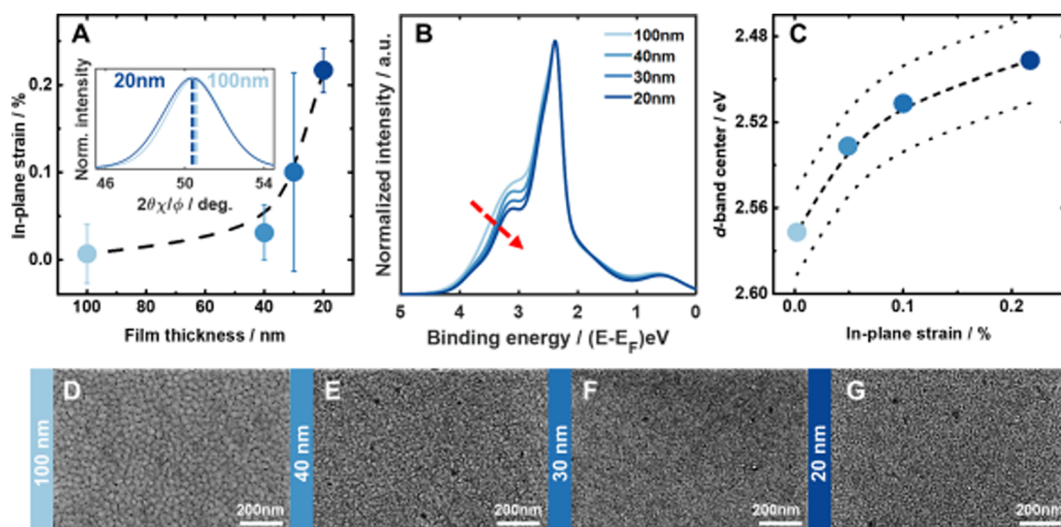 A
In-plane strain / %
0.2
0.1
0.0
100
80
60
40
20
Film thickness / nm
20nm
100nm
Norm. intensity
46
50
54
2θχ/ϕ / deg.
B
Normalized intensity / a.u.
100nm
40nm
30nm
20nm
5
4
3
2
1
0
Binding energy / (E-E_F)eV
C
d-band center / eV
2.48
2.52
2.56
2.60
0.0
0.1
0.2
In-plane strain / %
100 nm
D
200nm
40 nm
E
200nm
30 nm
F
200nm
20 nm
G
200nm